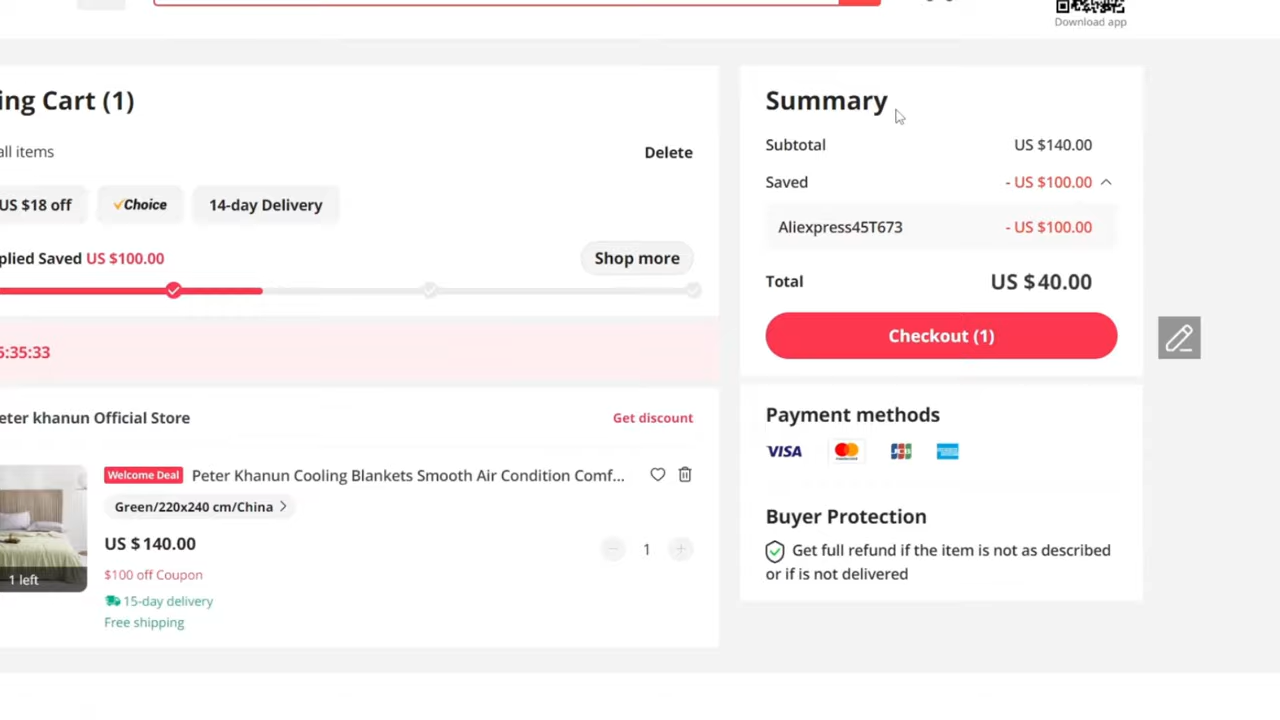 Download app
ing Cart (1)
all items
Delete
US $18 off
Choice
14-day Delivery
plied Saved US $100.00
Shop more
5:35:33
eter khanun Official Store
Get discount
Welcome Deal Peter Khanun Cooling Blankets Smooth Air Condition Comf...
Green/220x240 cm/China >
US $140.00
1
$100 off Coupon
15-day delivery
Free shipping
1 left
Summary
Subtotal US $140.00
Saved - US $100.00
Aliexpress45T673 - US $100.00
Total US $40.00
Checkout (1)
Payment methods
VISA
Buyer Protection
Get full refund if the item is not as described
or if is not delivered